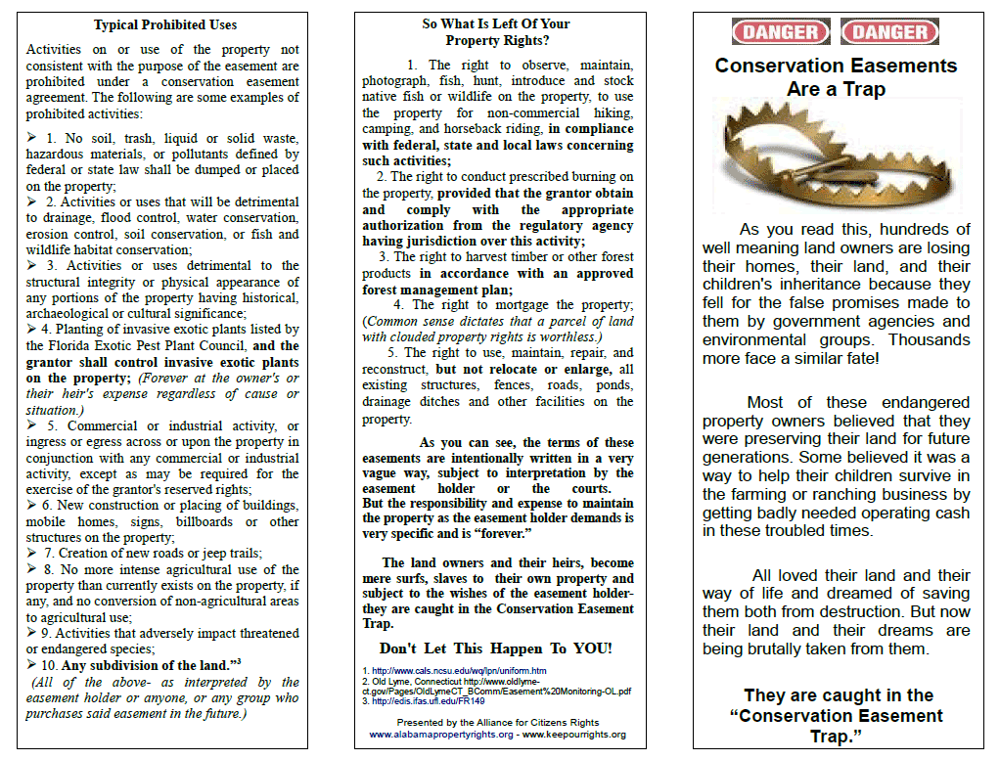 Typical Prohibited Uses
Activities on or use of the property not
consistent with the purpose of the easement are
prohibited under a conservation easement
agreement. The following are some examples of
prohibited activities:
➢ 1. No soil, trash, liquid or solid waste,
hazardous materials, or pollutants defined by
federal or state law shall be dumped or placed
on the property;
➢ 2. Activities or uses that will be detrimental
to drainage, flood control, water conservation,
erosion control, soil conservation, or fish and
wildlife habitat conservation;
➢ 3. Activities or uses detrimental to the
structural integrity or physical appearance of
any portions of the property having historical,
archaeological or cultural significance;
➢ 4. Planting of invasive exotic plants listed by
the Florida Exotic Pest Plant Council, and the
grantor shall control invasive exotic plants
on the property; (Forever at the owner's or
their heir's expense regardless of cause or
situation.)
➢ 5. Commercial or industrial activity, or
ingress or egress across or upon the property in
conjunction with any commercial or industrial
activity, except as may be required for the
exercise of the grantor's reserved rights;
➢ 6. New construction or placing of buildings,
mobile homes, signs, billboards or other
structures on the property;
➢ 7. Creation of new roads or jeep trails;
➢ 8. No more intense agricultural use of the
property than currently exists on the property, if
any, and no conversion of non-agricultural areas
to agricultural use;
➢ 9. Activities that adversely impact threatened
or endangered species;
➢ 10. Any subdivision of the land.”3
(All of the above- as interpreted by the
easement holder or anyone, or any group who
purchases said easement in the future.)
So What Is Left Of Your
Property Rights?
1. The right to observe, maintain,
photograph, fish, hunt, introduce and stock
native fish or wildlife on the property, to use
the property for non-commercial hiking,
camping, and horseback riding, in compliance
with federal, state and local laws concerning
such activities;
2. The right to conduct prescribed burning on
the property, provided that the grantor obtain
and comply with the appropriate
authorization from the regulatory agency
having jurisdiction over this activity;
3. The right to harvest timber or other forest
products in accordance with an approved
forest management plan;
4. The right to mortgage the property;
(Common sense dictates that a parcel of land
with clouded property rights is worthless.)
5. The right to use, maintain, repair, and
reconstruct, but not relocate or enlarge, all
existing structures, fences, roads, ponds,
drainage ditches and other facilities on the
property.
As you can see, the terms of these
easements are intentionally written in a very
vague way, subject to interpretation by the
easement holder or the courts.
But the responsibility and expense to maintain
the property as the easement holder demands is
very specific and is “forever.”
The land owners and their heirs, become
mere surfs, slaves to their own property and
subject to the wishes of the easement holder-
they are caught in the Conservation Easement
Trap.
Don't Let This Happen To YOU!
1. http://www.cals.ncsu.edu/wq/lpn/uniform.htm
2. Old Lyme, Connecticut http://www.oldlyme-
ct.gov/Pages/OldLymeCT_BComm/Easement%20Monitoring-OL.pdf
3. http://edis.ifas.ufl.edu/FR149
Presented by the Alliance for Citizens Rights
www.alabamapropertyrights.org - www.keepourrights.org
DANGER DANGER
Conservation Easements
Are a Trap
As you read this, hundreds of
well meaning land owners are losing
their homes, their land, and their
children's inheritance because they
fell for the false promises made to
them by government agencies and
environmental groups. Thousands
more face a similar fate!
Most of these endangered
property owners believed that they
were preserving their land for future
generations. Some believed it was a
way to help their children survive in
the farming or ranching business by
getting badly needed operating cash
in these troubled times.
All loved their land and their
way of life and dreamed of saving
them both from destruction. But now
their land and their dreams are
being brutally taken from them.
They are caught in the
“Conservation Easement
Trap.”